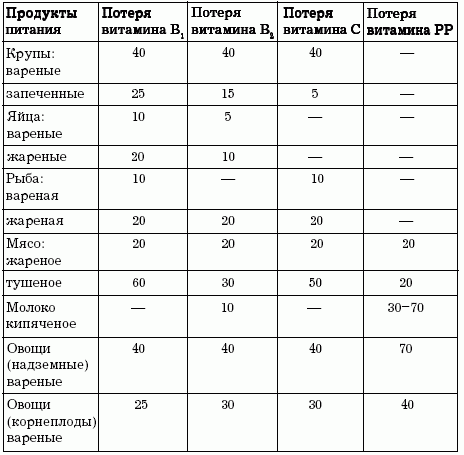 Продукты питания | Потеря витамина B₁ | Потеря витамина B₂ | Потеря витамина C | Потеря витамина PP
Крупы: вареные | 40 | 40 | 40 | —
запеченные | 25 | 15 | 5 | —
Яйца: вареные | 10 | 5 | — | —
жареные | 20 | 10 | — | —
Рыба: вареная | 10 | — | 10 | —
жареная | 20 | 20 | 20 | —
Мясо: жареное | 20 | 20 | 20 | 20
тушеное | 60 | 30 | 50 | 20
Молоко кипяченое | — | 10 | — | 30–70
Овощи (надземные) вареные | 40 | 40 | 40 | 70
Овощи (корнеплоды) вареные | 25 | 30 | 30 | 40